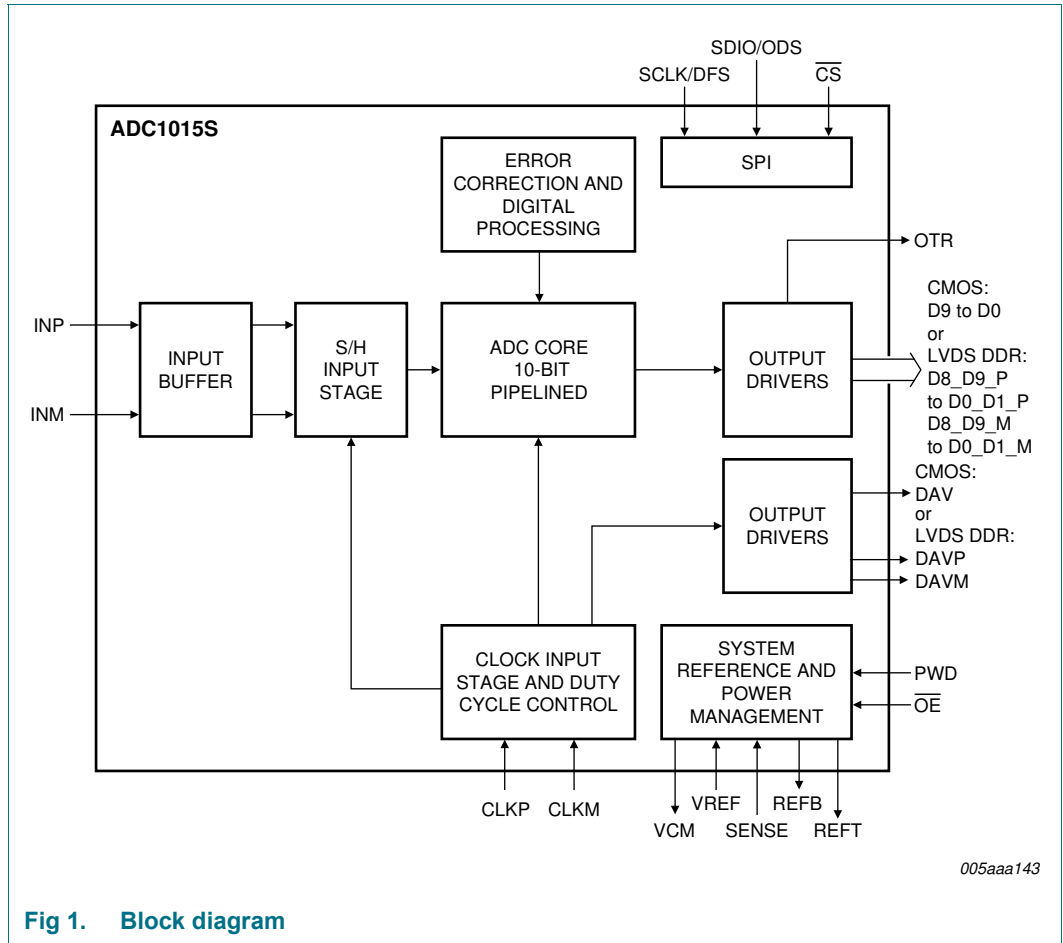 SDIO/ODS
SCLK/DFS
CS
ADC1015S
ERROR
CORRECTION AND
DIGITAL
PROCESSING
SPI
OTR
INP
INM
INPUT
BUFFER
S/H
INPUT
STAGE
ADC CORE
10-BIT
PIPELINED
OUTPUT
DRIVERS
CMOS:
D9 to D0
or
LVDS DDR:
D8_D9_P
to D0_D1_P
D8_D9_M
to D0_D1_M
OUTPUT
DRIVERS
CMOS:
DAV
or
LVDS DDR:
DAVP
DAVM
CLOCK INPUT
STAGE AND DUTY
CYCLE CONTROL
SYSTEM
REFERENCE AND
POWER
MANAGEMENT
PWD
OE
CLKP
CLKM
VCM
VREF
SENSE
REFB
REFT
005aaa143
Fig 1. Block diagram